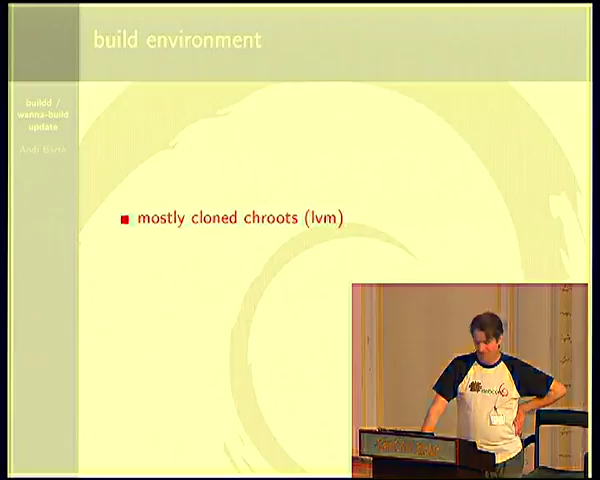 build environment
buildd /
wanna-build
update
Andi Barth
mostly cloned chroots (lvm)